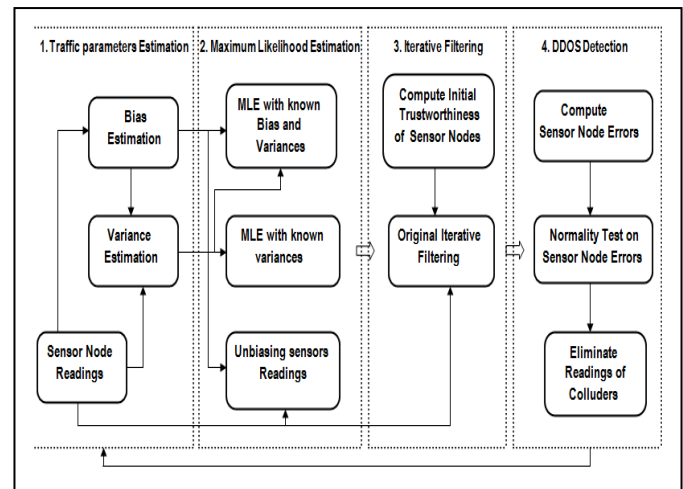 1. Traffic parameters Estimation
Bias
Estimation
Variance
Estimation
Sensor Node
Readings
2. Maximum Likelihood Estimation
MLE with known
Bias and
Variances
MLE with known
variances
Unbiasing sensors
Readings
3. Iterative Filtering
Compute Initial
Trustworthiness
of Sensor Nodes
Original Iterative
Filtering
4. DDOS Detection
Compute
Sensor Node Errors
Normality Test on
Sensor Node Errors
Eliminate
Readings of
Colluders